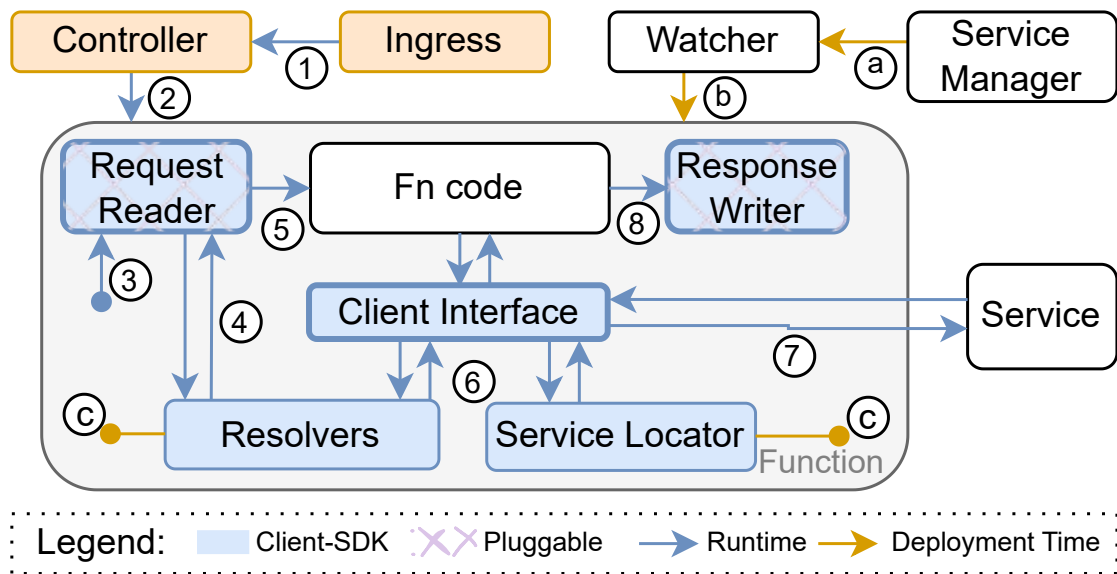 Controller
Ingress
Watcher
Service
Manager
1
a
2
b
Request
Reader
Fn code
Response
Writer
5
8
3
4
Client Interface
Service
7
6
c
Resolvers
Service Locator
c
Function
Legend:
Client-SDK
Pluggable
Runtime
Deployment Time